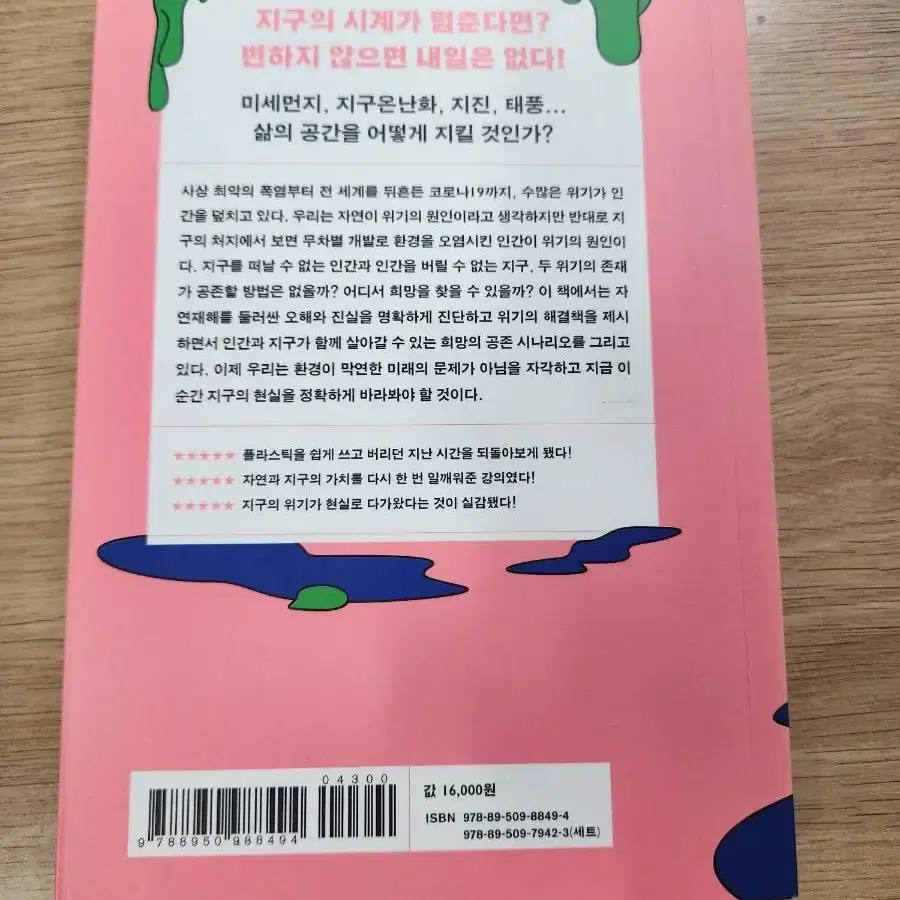 지구의 시계가 멈춘다면?
변하지 않으면 내일은 없다!
미세먼지, 지구온난화, 지진, 태풍...
삶의 공간을 어떻게 지킬 것인가?
사상 최악의 폭염부터 전 세계를 뒤흔든 코로나19까지, 수많은 위기가 인
간을 덮치고 있다. 우리는 자연이 위기의 원인이라고 생각하지만 반대로 지
구의 처지에서 보면 무차별 개발로 환경을 오염시킨 인간이 위기의 원인이
다. 지구를 떠날 수 없는 인간과 인간을 버릴 수 없는 지구, 두 위기의 존재
가 공존할 방법은 없을까? 어디서 희망을 찾을 수 있을까? 이 책에서는 자
연재해를 둘러싼 오해와 진실을 명확하게 진단하고 위기의 해결책을 제시
하면서 인간과 지구가 함께 살아갈 수 있는 희망의 공존 시나리오를 그리고
있다. 이제 우리는 환경이 막연한 미래의 문제가 아님을 자각하고 지금 이
순간 지구의 현실을 정확하게 바라봐야 할 것이다.
★★★★★ 플라스틱을 쉽게 쓰고 버리던 지난 시간을 되돌아보게 됐다!
★★★★★ 자연과 지구의 가치를 다시 한 번 일깨워준 강의였다!
★★★★★ 지구의 위기가 현실로 다가왔다는 것이 실감됐다!
04300
9 788950 988494
값 16,000원
ISBN 978-89-509-8849-4
978-89-509-7942-3(세트)